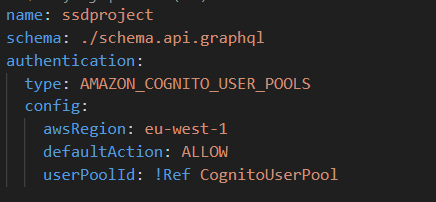 name: ssdproject
schema: ./schema.api.graphql
authentication:
  type: AMAZON_COGNITO_USER_POOLS
  config:
    awsRegion: eu-west-1
    defaultAction: ALLOW
    userPoolId: !Ref CognitoUserPool